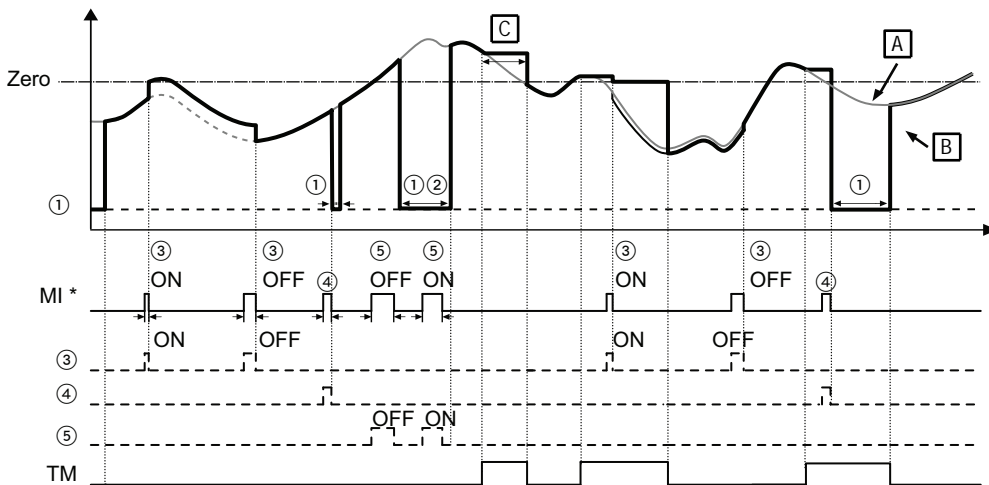 C
A
Zero
B
① ① ② ①
①
③ ③ ⑤ ⑤ ③ ③
ON OFF ④ OFF ON ON OFF ④
MI *
ON OFF ON OFF
③
④
OFF ON
⑤
TM